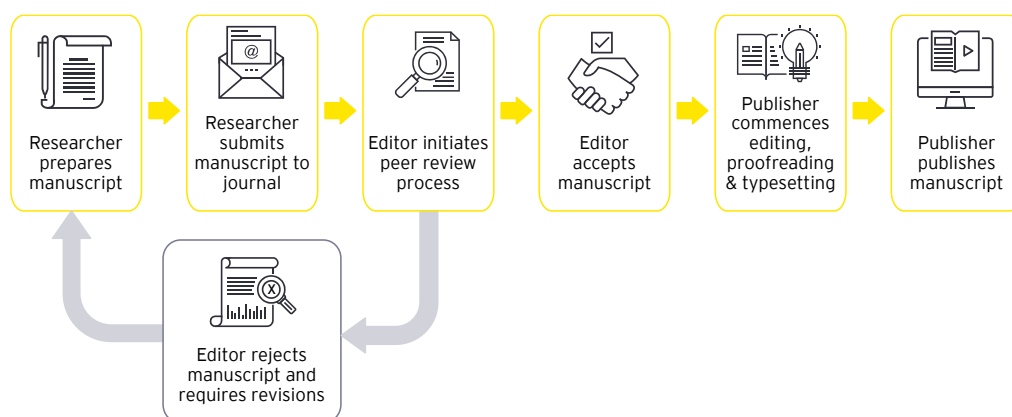 Researcher
prepares
manuscript
@
Researcher
submits
manuscript to
journal
Editor initiates
peer review
process
Editor
accepts
manuscript
Publisher
commences
editing,
proofreading
& typesetting
Publisher
publishes
manuscript
X
Editor rejects
manuscript and
requires revisions